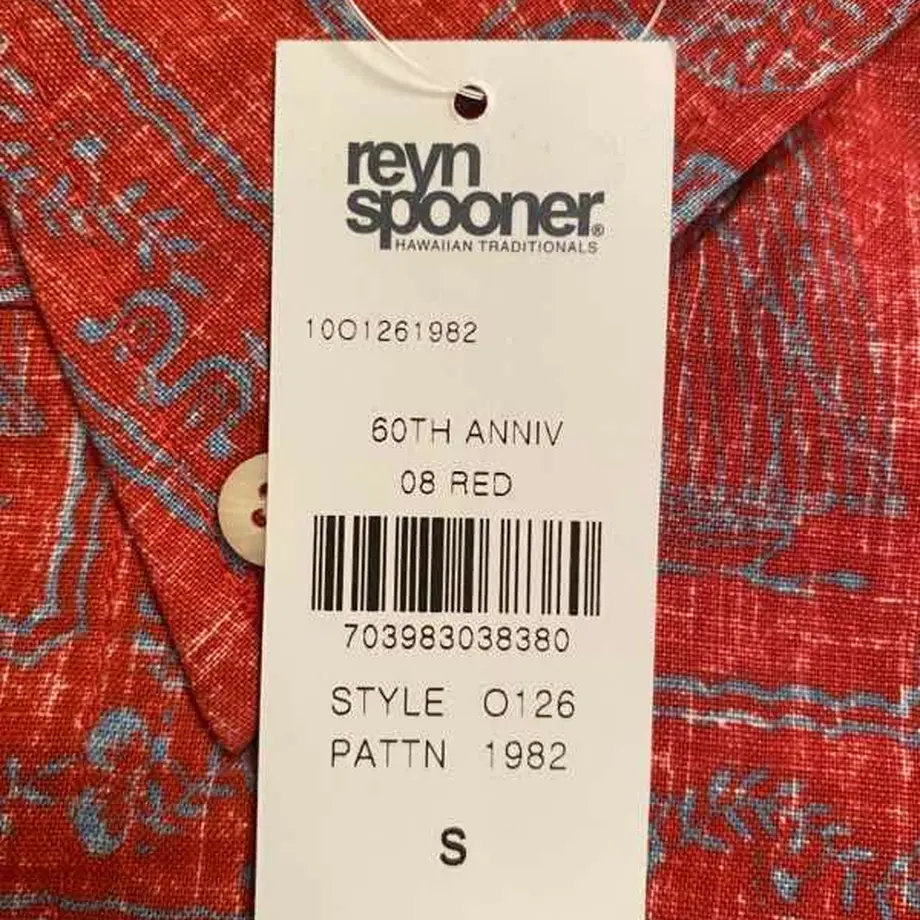 reyn
spooner®
HAWAIIAN TRADITIONALS
10O1261982
60TH ANNIV
08 RED
703983038380
STYLE O126
PATTN 1982
S